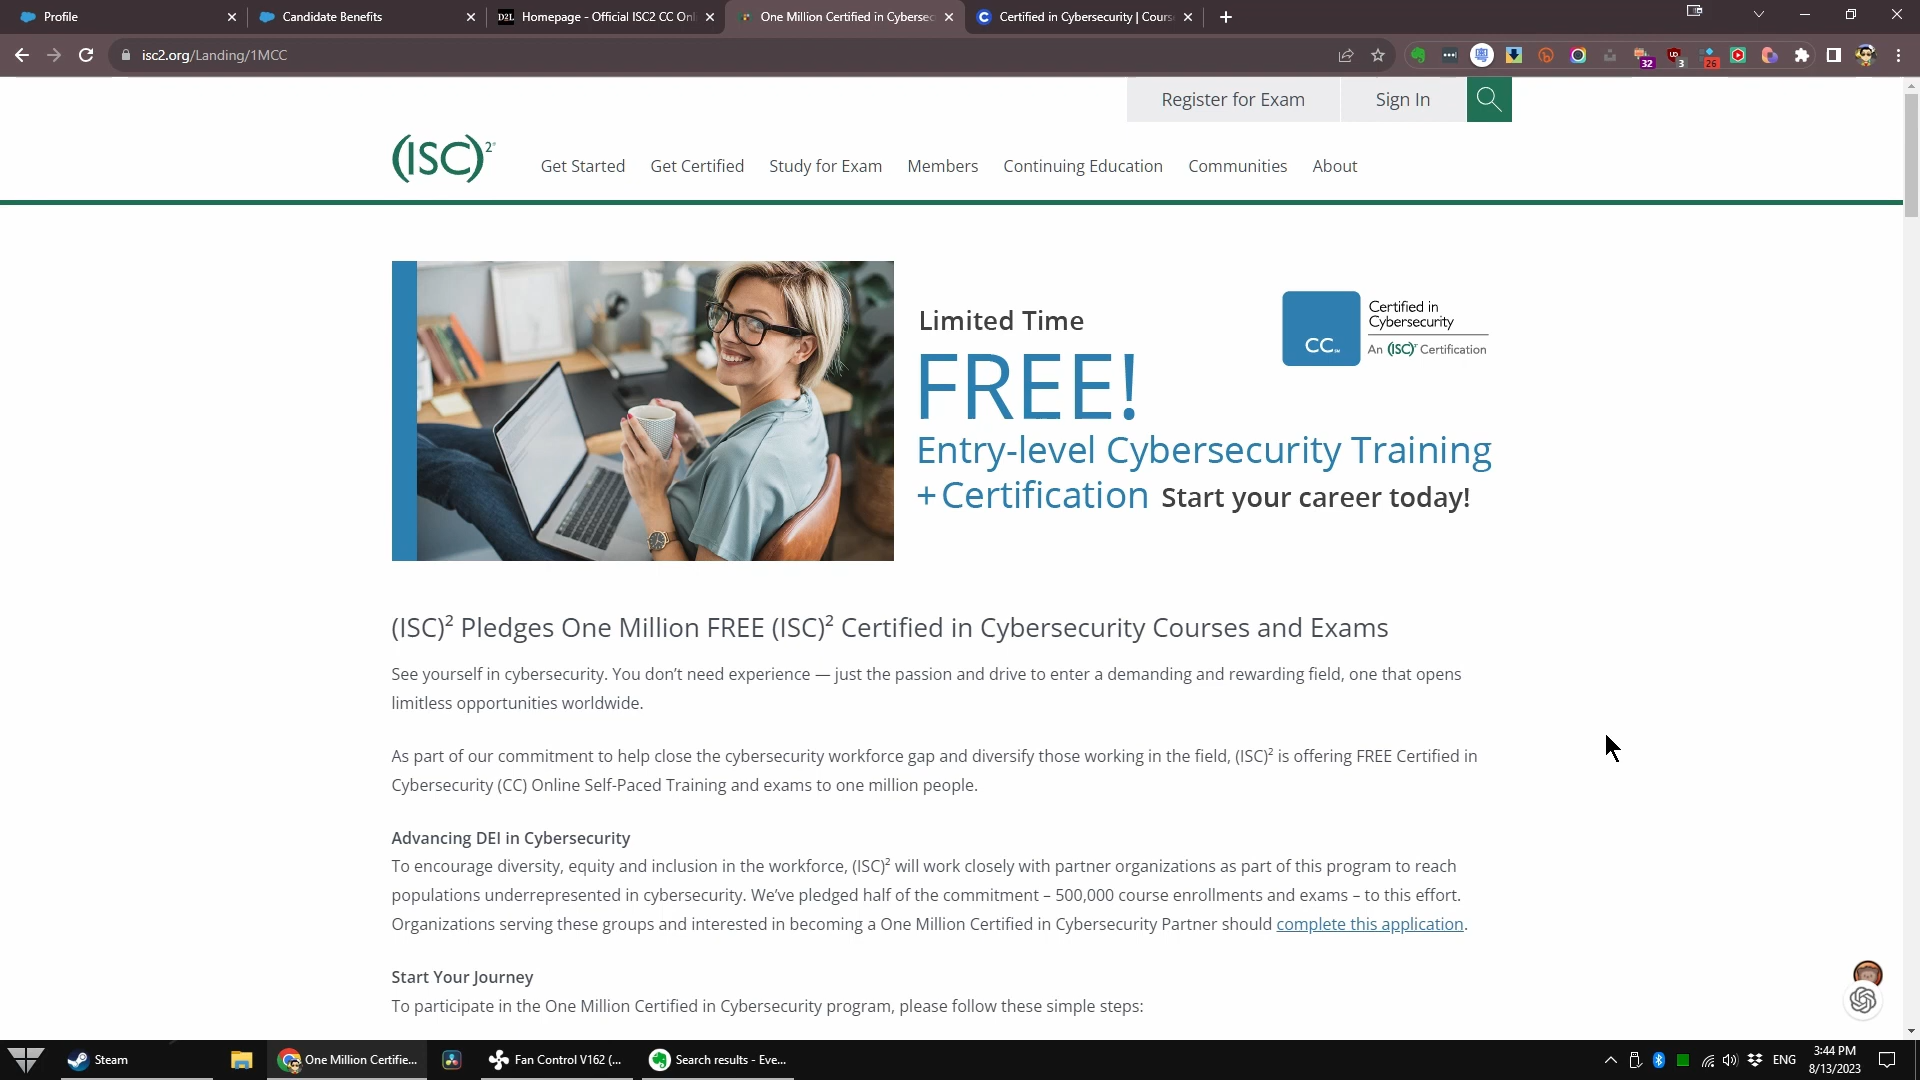 Profile
Candidate Benefits
D2L Homepage - Official ISC2 CC Onl
One Million Certified in Cybersec
Certified in Cybersecurity | Cours
isc2.org/Landing/1MCC
32
3
26
Register for Exam
Sign In
(ISC)²®
Get Started
Get Certified
Study for Exam
Members
Continuing Education
Communities
About
Limited Time
FREE!
Entry-level Cybersecurity Training
+Certification Start your career today!
CC℠
Certified in
Cybersecurity
An (ISC)² Certification
(ISC)² Pledges One Million FREE (ISC)² Certified in Cybersecurity Courses and Exams
See yourself in cybersecurity. You don’t need experience — just the passion and drive to enter a demanding and rewarding field, one that opens
limitless opportunities worldwide.
As part of our commitment to help close the cybersecurity workforce gap and diversify those working in the field, (ISC)² is offering FREE Certified in
Cybersecurity (CC) Online Self-Paced Training and exams to one million people.
Advancing DEI in Cybersecurity
To encourage diversity, equity and inclusion in the workforce, (ISC)² will work closely with partner organizations as part of this program to reach
populations underrepresented in cybersecurity. We’ve pledged half of the commitment – 500,000 course enrollments and exams – to this effort.
Organizations serving these groups and interested in becoming a One Million Certified in Cybersecurity Partner should complete this application.
Start Your Journey
To participate in the One Million Certified in Cybersecurity program, please follow these simple steps:
Steam
One Million Certifie...
Fan Control V162 (...
Search results - Eve...
ENG
3:44 PM
8/13/2023